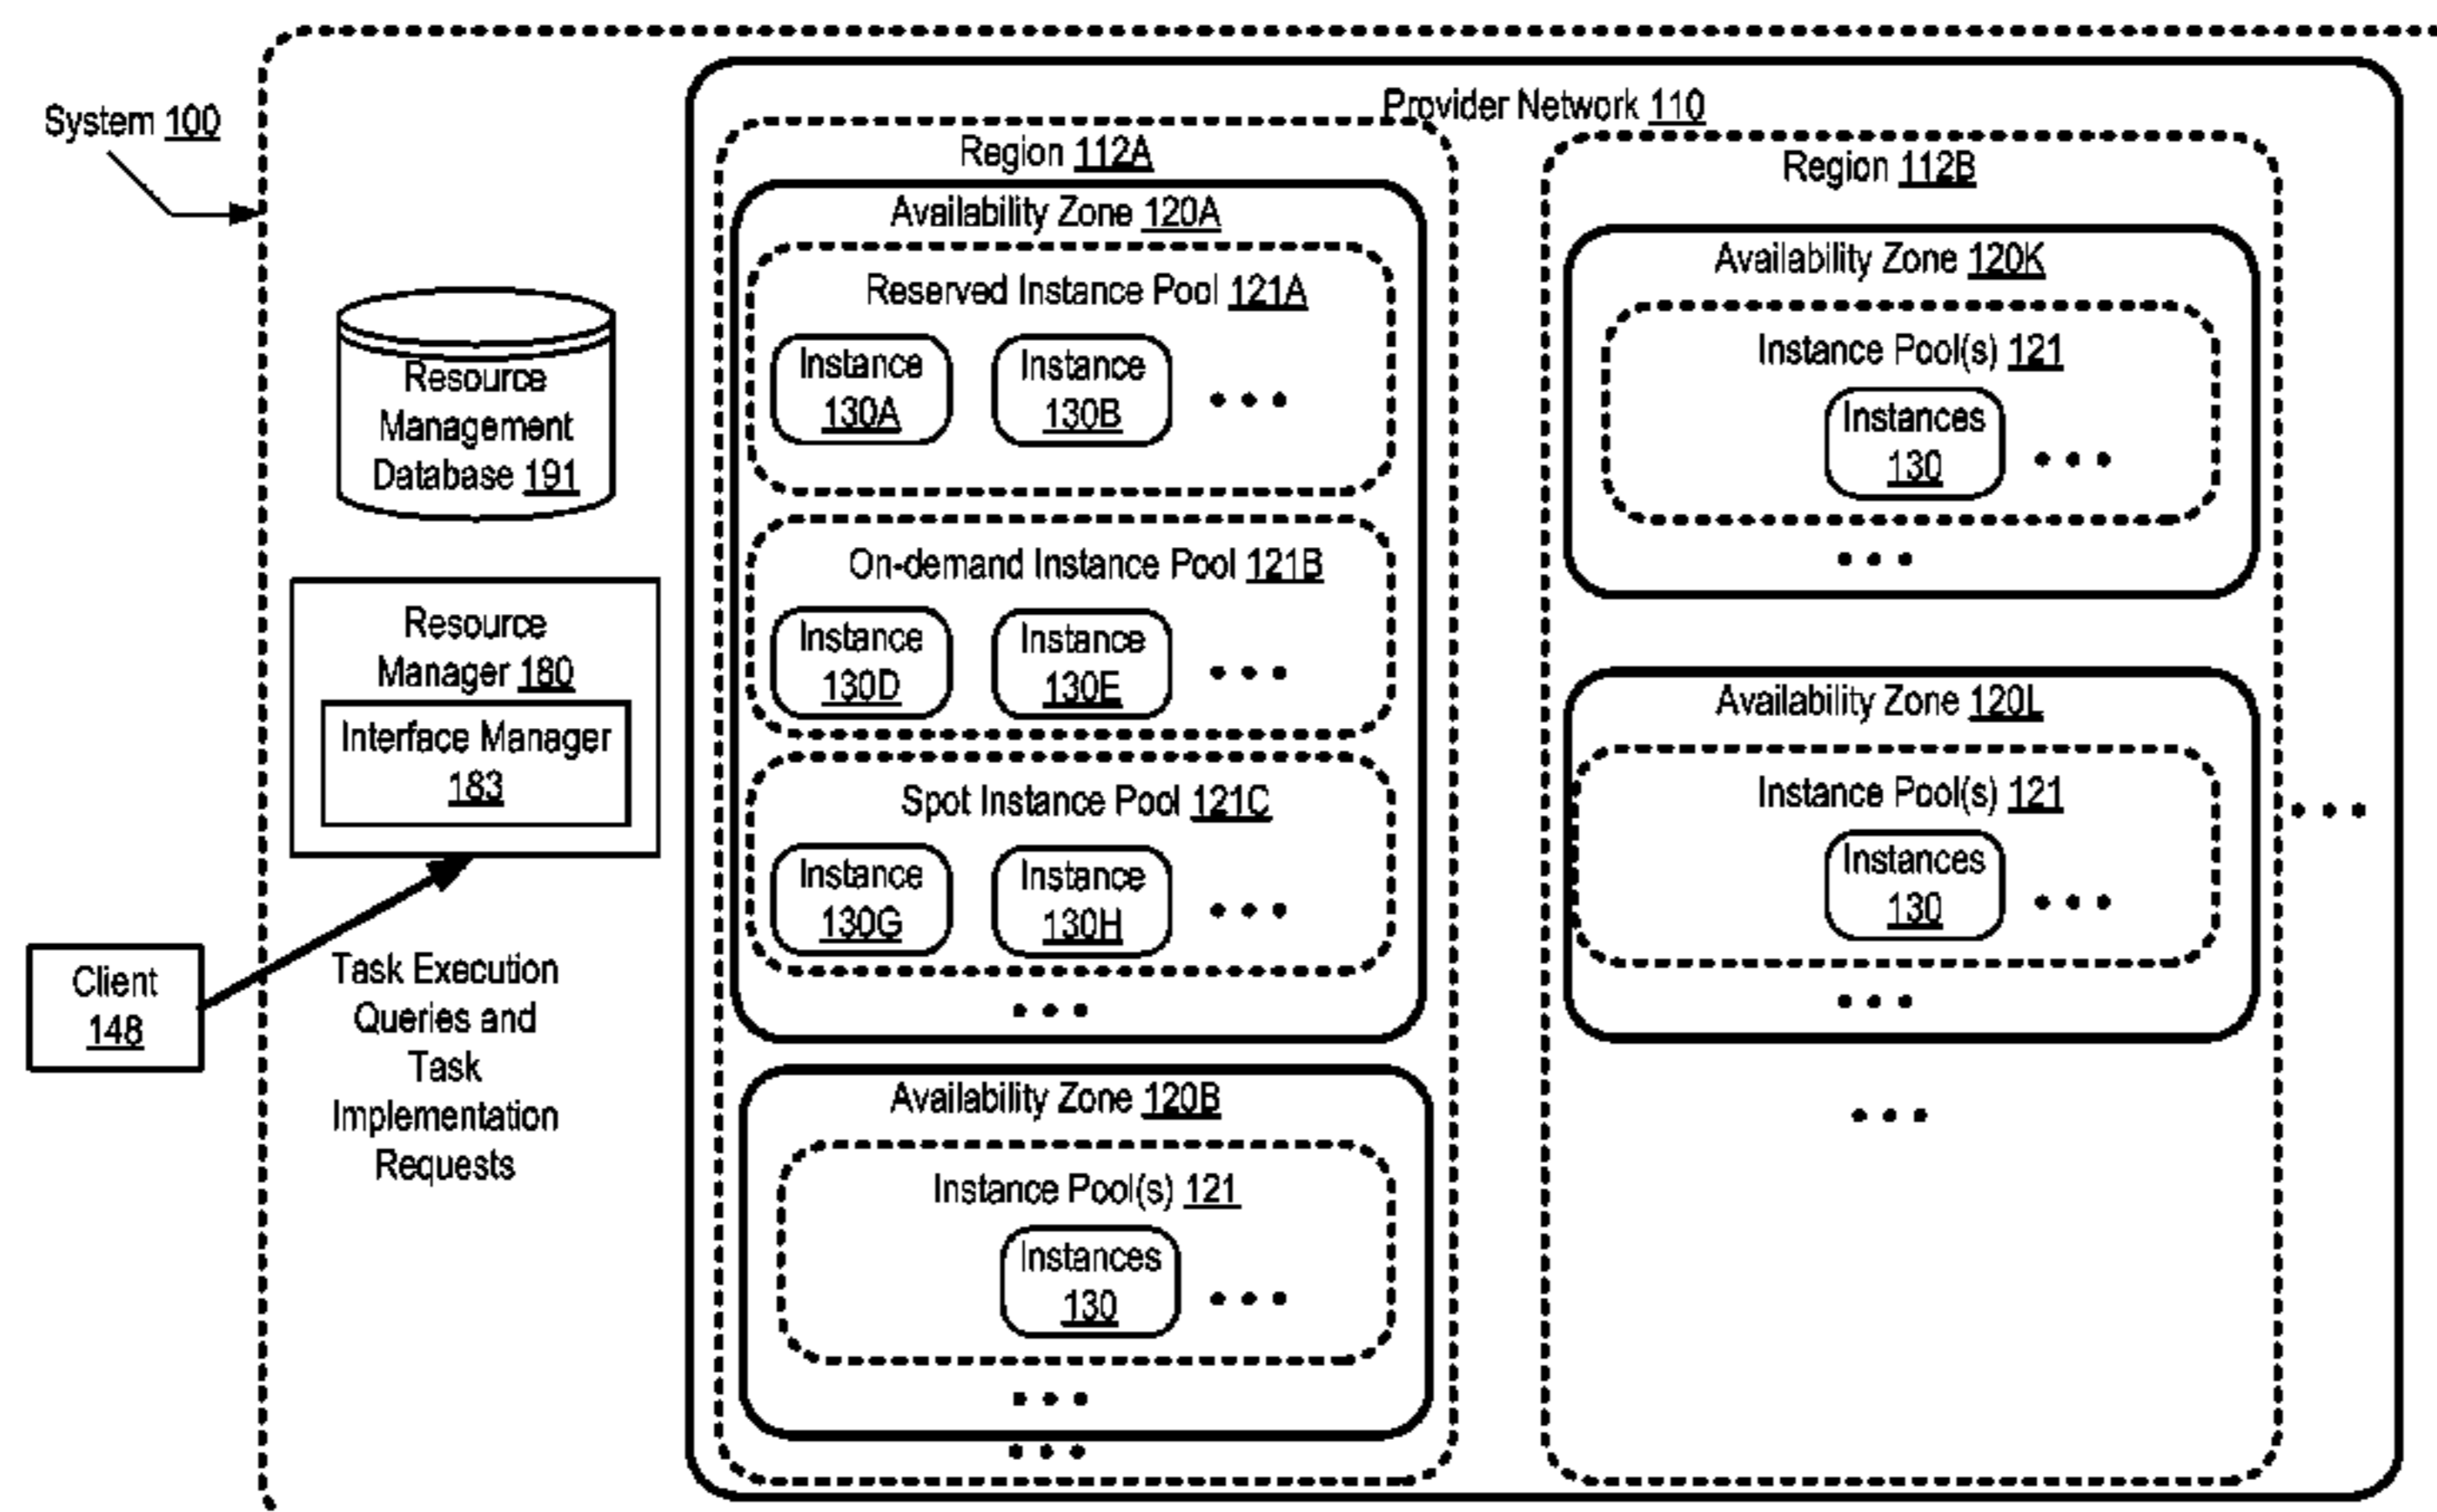 System 100
Provider Network 110
Region 112A
Availability Zone 120A
Reserved Instance Pool 121A
Instance
130A
Instance
130B
On-demand Instance Pool 121B
Instance
130D
Instance
130E
Spot Instance Pool 121C
Instance
130G
Instance
130H
Availability Zone 120B
Instance Pool(s) 121
Instances
130
Region 112B
Availability Zone 120K
Instance Pool(s) 121
Instances
130
Availability Zone 120L
Instance Pool(s) 121
Instances
130
Resource
Management
Database 191
Resource
Manager 180
Interface Manager
183
Client
148
Task Execution
Queries and
Task
Implementation
Requests